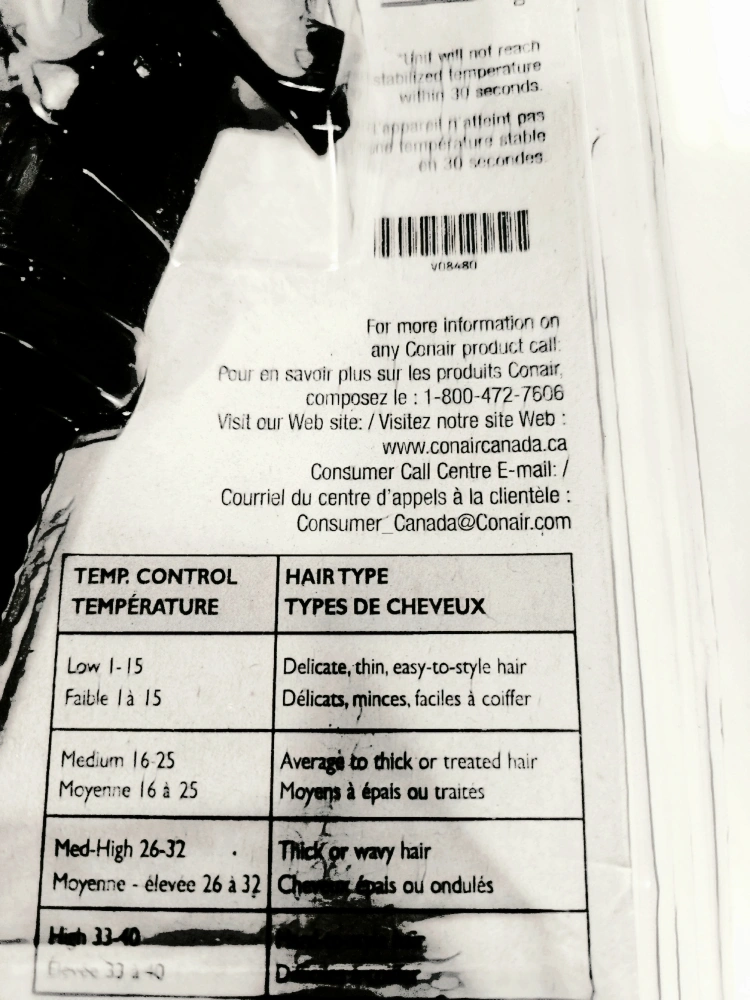 *Unit will not reach
stabilized temperature
within 30 seconds.
L'appareil n'atteint pas
une température stable
en 30 secondes.
V08480
For more information on
any Conair product call:
Pour en savoir plus sur les produits Conair,
composez le : 1-800-472-7606
Visit our Web site: / Visitez notre site Web :
www.conaircanada.ca
Consumer Call Centre E-mail: /
Courriel du centre d'appels à la clientèle :
Consumer_Canada@Conair.com
TEMP. CONTROL
TEMPÉRATURE
HAIR TYPE
TYPES DE CHEVEUX
Low 1-15
Faible 1 à 15
Delicate, thin, easy-to-style hair
Délicats, minces, faciles à coiffer
Medium 16-25
Moyenne 16 à 25
Average to thick or treated hair
Moyens à épais ou traités
Med-High 26-32
Moyenne - élevée 26 à 32
Thick or wavy hair
Cheveux épais ou ondulés
High 33-40
Élevée 33 à 40